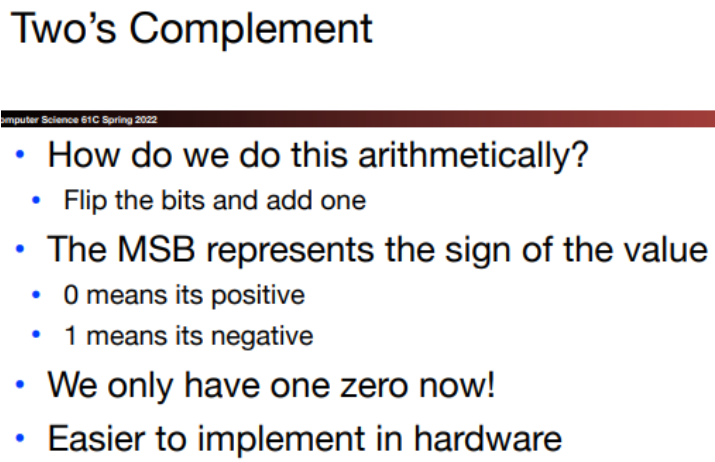 Two's Complement
omputer Science 61C Spring 2022
• How do we do this arithmetically?
• Flip the bits and add one
• The MSB represents the sign of the value
• 0 means its positive
• 1 means its negative
• We only have one zero now!
• Easier to implement in hardware